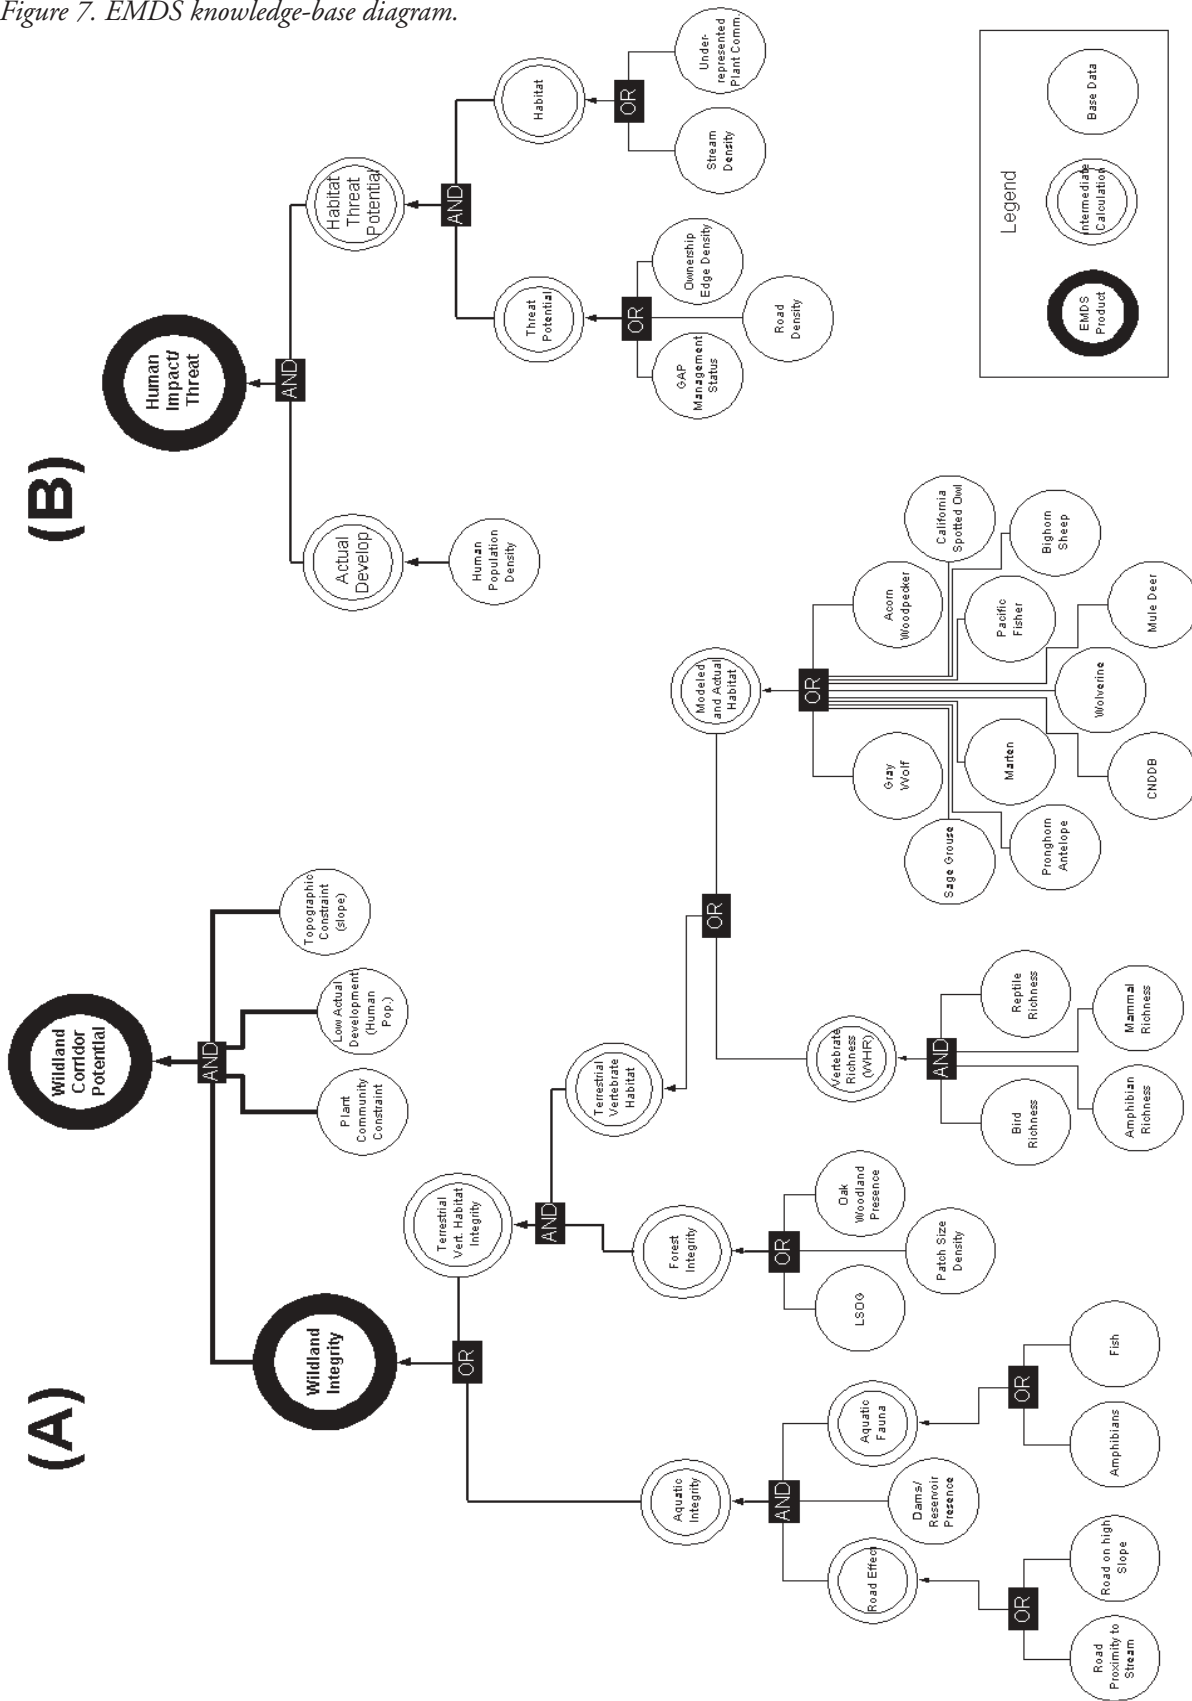 Figure 7. EMDS knowledge-base diagram.
(A)
Wildland
Corridor
Potential
AND
Plant
Community
Constraint
Low Actual
Development
(Human
Pop.)
Topographic
Constraint
(slope)
Wildland
Integrity
OR
Terrestrial
Vert. Habitat
Integrity
AND
Terrestrial
Vertebrate
Habitat
Forest
Integrity
OR
LSOG
Oak
Woodland
Presence
Patch Size
Density
Aquatic
Integrity
AND
Road Effect
Dams/
Reservoir
Presence
Aquatic
Fauna
OR
Road
Proximity to
Stream
Road on high
Slope
OR
Amphibians
Fish
OR
Vertebrate
Richness
(WHR)
AND
Bird
Richness
Reptile
Richness
Amphibian
Richness
Mammal
Richness
Modeled
and Actual
Habitat
OR
Gray
Wolf
Acorn
Woodpecker
Sage Grouse
California
Spotted Owl
Marten
Pacific
Fisher
Pronghorn
Antelope
Bighorn
Sheep
Wolverine
CNDDB
Mule Deer
(B)
Human
Impact/
Threat
AND
Actual
Develop
Human
Population
Density
Habitat
Threat
Potential
AND
Threat
Potential
OR
GAP
Management
Status
Ownership
Edge Density
Road
Density
Habitat
OR
Stream
Density
Under-
represented
Plant Comm.
Legend
EMDS
Product
Intermediate
Calculation
Base Data